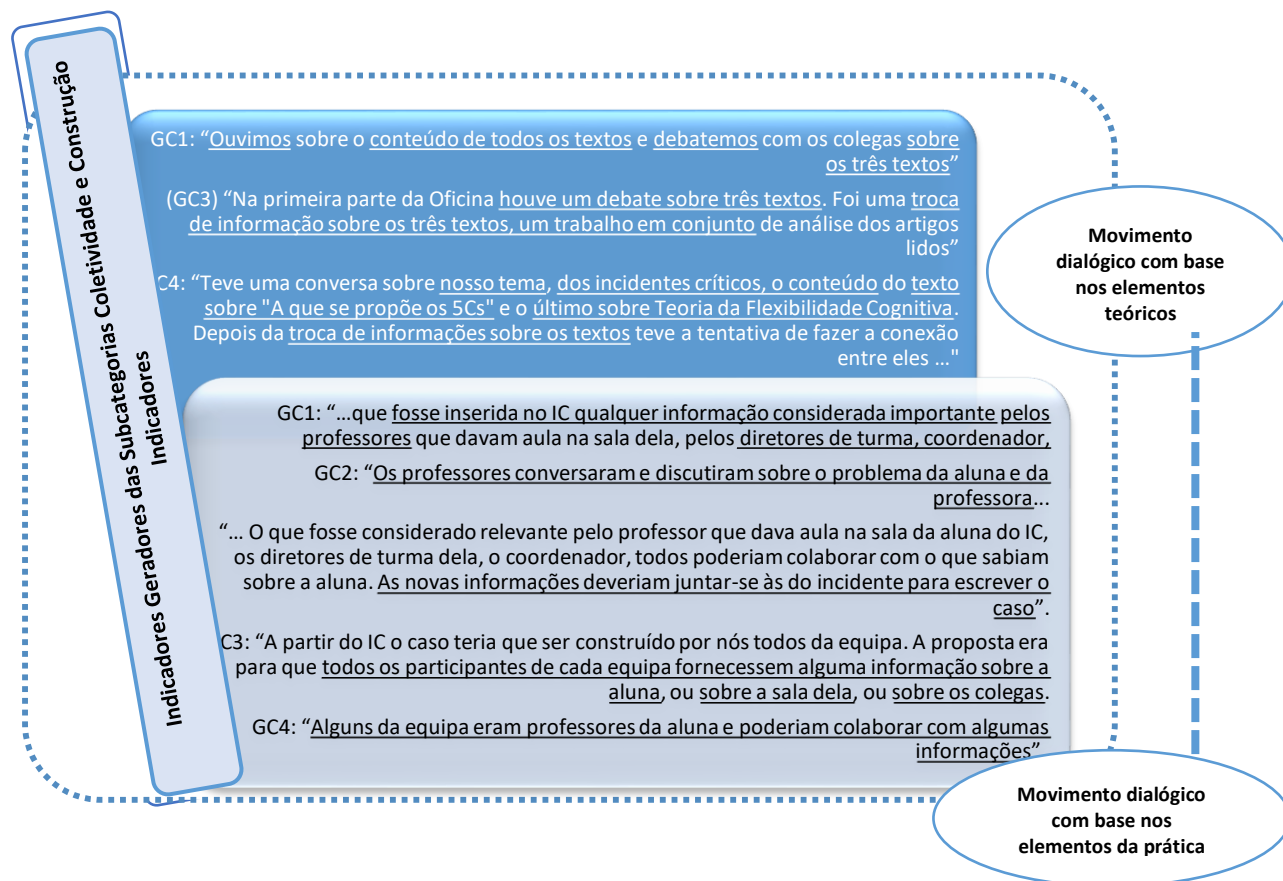 Indicadores Geradores das Subcategorias Coletividade e Construção
Indicadores
GC1: “Ouvimos sobre o conteúdo de todos os textos e debatemos com os colegas sobre
os três textos”
(GC3) “Na primeira parte da Oficina houve um debate sobre três textos. Foi uma troca
de informação sobre os três textos, um trabalho em conjunto de análise dos artigos
lidos”
C4: “Teve uma conversa sobre nosso tema, dos incidentes críticos, o conteúdo do texto
sobre "A que se propõe os 5Cs" e o último sobre Teoria da Flexibilidade Cognitiva.
Depois da troca de informações sobre os textos teve a tentativa de fazer a conexão
entre eles ..."
GC1: “...que fosse inserida no IC qualquer informação considerada importante pelos
professores que davam aula na sala dela, pelos diretores de turma, coordenador,
GC2: “Os professores conversaram e discutiram sobre o problema da aluna e da
professora...
“... O que fosse considerado relevante pelo professor que dava aula na sala da aluna do IC,
os diretores de turma dela, o coordenador, todos poderiam colaborar com o que sabiam
sobre a aluna. As novas informações deveriam juntar-se às do incidente para escrever o
caso”.
C3: “A partir do IC o caso teria que ser construído por nós todos da equipa. A proposta era
para que todos os participantes de cada equipa fornecessem alguma informação sobre a
aluna, ou sobre a sala dela, ou sobre os colegas.
GC4: “Alguns da equipa eram professores da aluna e poderiam colaborar com algumas
informações”
Movimento
dialógico com base
nos elementos
teóricos
Movimento dialógico
com base nos
elementos da prática